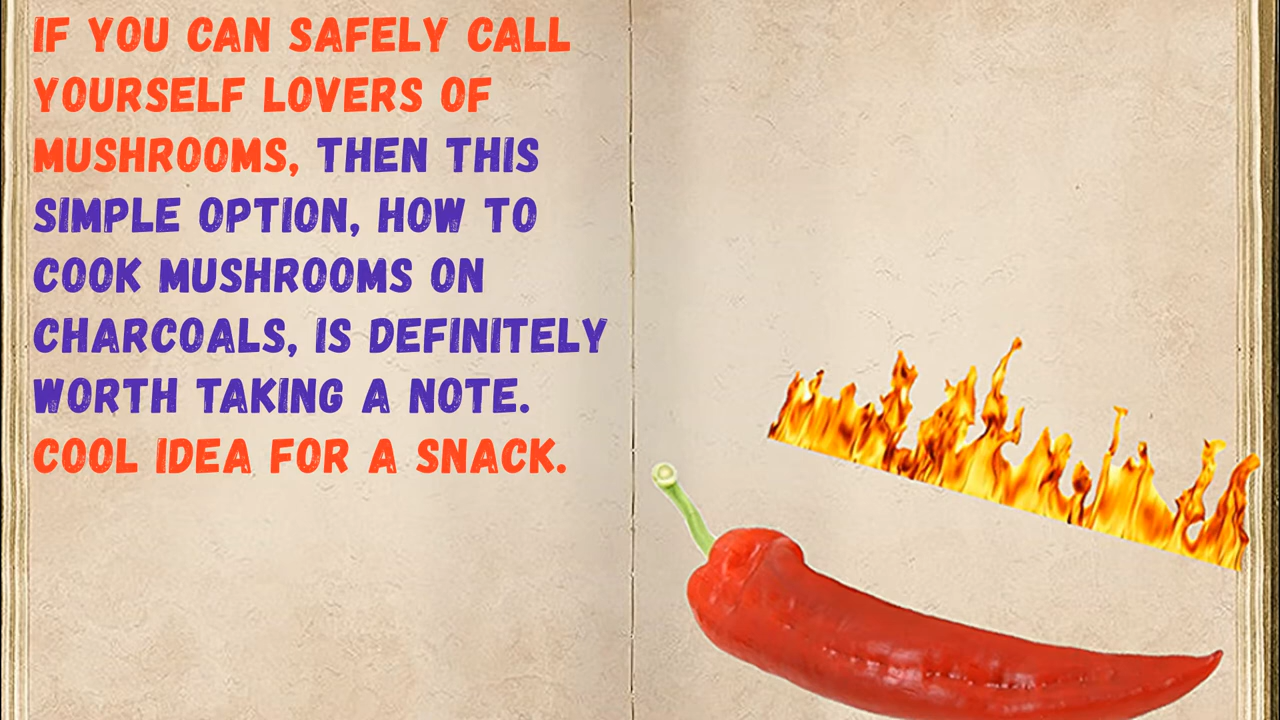 IF YOU CAN SAFELY CALL
YOURSELF LOVERS OF
MUSHROOMS, THEN THIS
SIMPLE OPTION, HOW TO
COOK MUSHROOMS ON
CHARCOALS, IS DEFINITELY
WORTH TAKING A NOTE.
COOL IDEA FOR A SNACK.